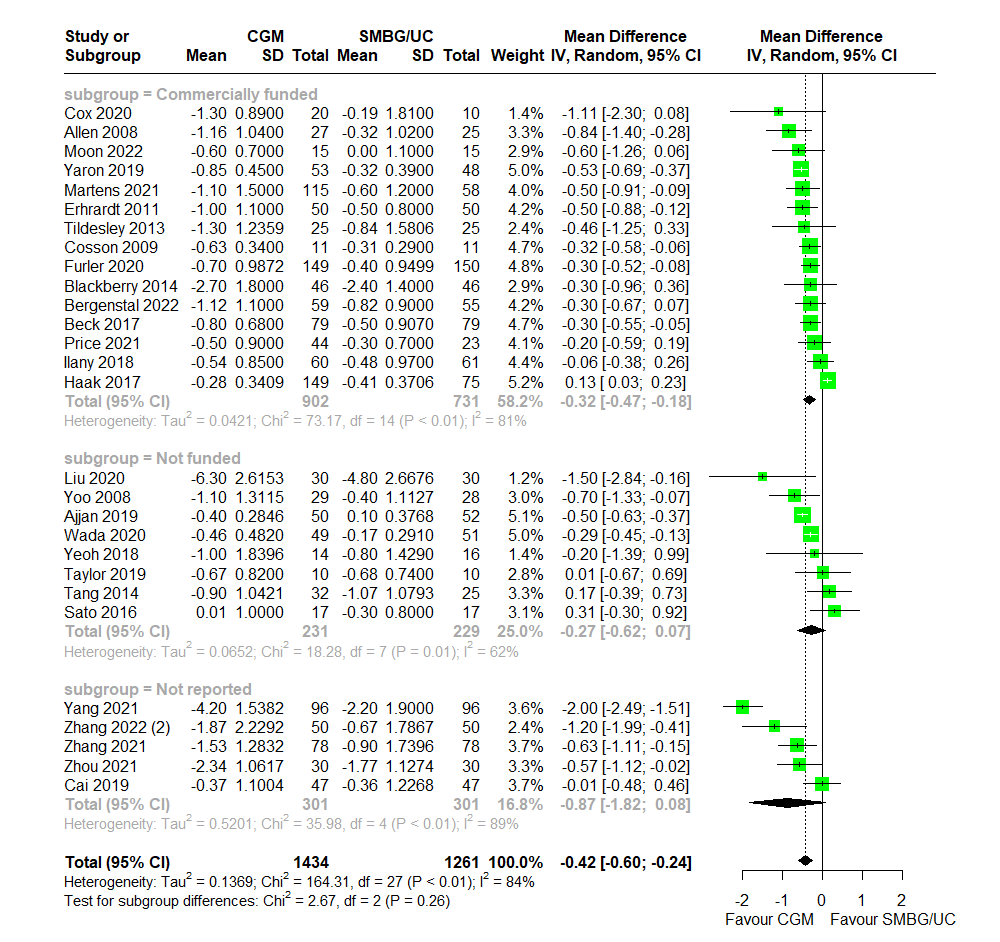 Study or CGM SMBG/UC Mean Difference Mean Difference
Subgroup Mean SD Total Mean SD Total Weight IV, Random, 95% CI IV, Random, 95% CI
subgroup = Commercially funded
Cox 2020 -1.30 0.8900 20 -0.19 1.8100 10 1.4% -1.11 [-2.30; 0.08]
Allen 2008 -1.16 1.0400 27 -0.32 1.0200 25 3.3% -0.84 [-1.40; -0.28]
Moon 2022 -0.60 0.7000 15 0.00 1.1000 15 2.9% -0.60 [-1.26; 0.06]
Yaron 2019 -0.85 0.4500 53 -0.32 0.3900 48 5.0% -0.53 [-0.69; -0.37]
Martens 2021 -1.10 1.5000 115 -0.60 1.2000 58 4.1% -0.50 [-0.91; -0.09]
Erhrardt 2011 -1.00 1.1000 50 -0.50 0.8000 50 4.2% -0.50 [-0.88; -0.12]
Tildesley 2013 -1.30 1.2359 25 -0.84 1.5806 25 2.4% -0.46 [-1.25; 0.33]
Cosson 2009 -0.63 0.3400 11 -0.31 0.2900 11 4.7% -0.32 [-0.58; -0.06]
Furler 2020 -0.70 0.9872 149 -0.40 0.9499 150 4.9% -0.30 [-0.52; -0.08]
Blackberry 2014 -2.70 1.8000 46 -2.40 1.4000 46 2.9% -0.30 [-0.96; 0.36]
Bergenstal 2022 -1.12 1.1000 59 -0.82 0.9000 55 4.2% -0.30 [-0.67; 0.07]
Beck 2017 -0.80 0.6800 79 -0.50 0.9070 79 4.7% -0.30 [-0.55; -0.05]
Price 2021 -0.50 0.9000 44 -0.30 0.7000 23 4.1% -0.20 [-0.59; 0.19]
Ilany 2018 -0.54 0.8500 60 -0.48 0.9700 61 4.4% -0.06 [-0.38; 0.26]
Haak 2017 -0.28 0.3409 149 -0.41 0.3706 75 5.2% 0.13 [ 0.03; 0.23]
Total (95% CI) 902 731 58.2% -0.32 [-0.47; -0.18]
Heterogeneity: Tau² = 0.0421; Chi² = 73.17, df = 14 (P < 0.01); I² = 81%
subgroup = Not funded
Liu 2020 -6.30 2.6153 30 -4.80 2.6676 30 1.2% -1.50 [-2.84; -0.16]
Yoo 2008 -1.10 1.3115 29 -0.40 1.1127 28 3.0% -0.70 [-1.33; -0.07]
Ajjan 2019 -0.40 0.2846 50 0.10 0.3768 52 5.1% -0.50 [-0.63; -0.37]
Wada 2020 -0.46 0.4820 49 -0.17 0.2910 51 5.0% -0.29 [-0.45; -0.13]
Yeoh 2018 -1.00 1.8396 14 -0.80 1.4290 16 1.4% -0.20 [-1.39; 0.99]
Taylor 2019 -0.67 0.8200 10 -0.68 0.7400 10 2.8% 0.01 [-0.67; 0.69]
Tang 2014 -0.90 1.0421 32 -1.07 1.0793 25 3.3% 0.17 [-0.39; 0.73]
Sato 2016 0.01 1.0000 17 -0.30 0.8000 17 3.1% 0.31 [-0.30; 0.92]
Total (95% CI) 231 229 25.0% -0.27 [-0.62; 0.07]
Heterogeneity: Tau² = 0.0652; Chi² = 18.28, df = 7 (P = 0.01); I² = 62%
subgroup = Not reported
Yang 2021 -4.20 1.5382 96 -2.20 1.9000 96 3.6% -2.00 [-2.49; -1.51]
Zhang 2022 (2) -1.87 2.2292 50 -0.67 1.7867 50 2.4% -1.20 [-1.99; -0.41]
Zhang 2021 -1.53 1.2832 78 -0.90 1.7396 78 3.7% -0.63 [-1.11; -0.15]
Zhou 2021 -2.34 1.0617 30 -1.77 1.1274 30 3.3% -0.57 [-1.12; -0.02]
Cai 2019 -0.37 1.1004 47 -0.36 1.2268 47 3.7% -0.01 [-0.48; 0.46]
Total (95% CI) 301 301 16.8% -0.87 [-1.82; 0.08]
Heterogeneity: Tau² = 0.5201; Chi² = 35.98, df = 4 (P < 0.01); I² = 89%
Total (95% CI) 1434 1261 100.0% -0.42 [-0.60; -0.24]
Heterogeneity: Tau² = 0.1369; Chi² = 164.31, df = 27 (P < 0.01); I² = 84%
Test for subgroup differences: Chi² = 2.67, df = 2 (P = 0.26)
-2 -1 0 1 2
Favour CGM Favour SMBG/UC